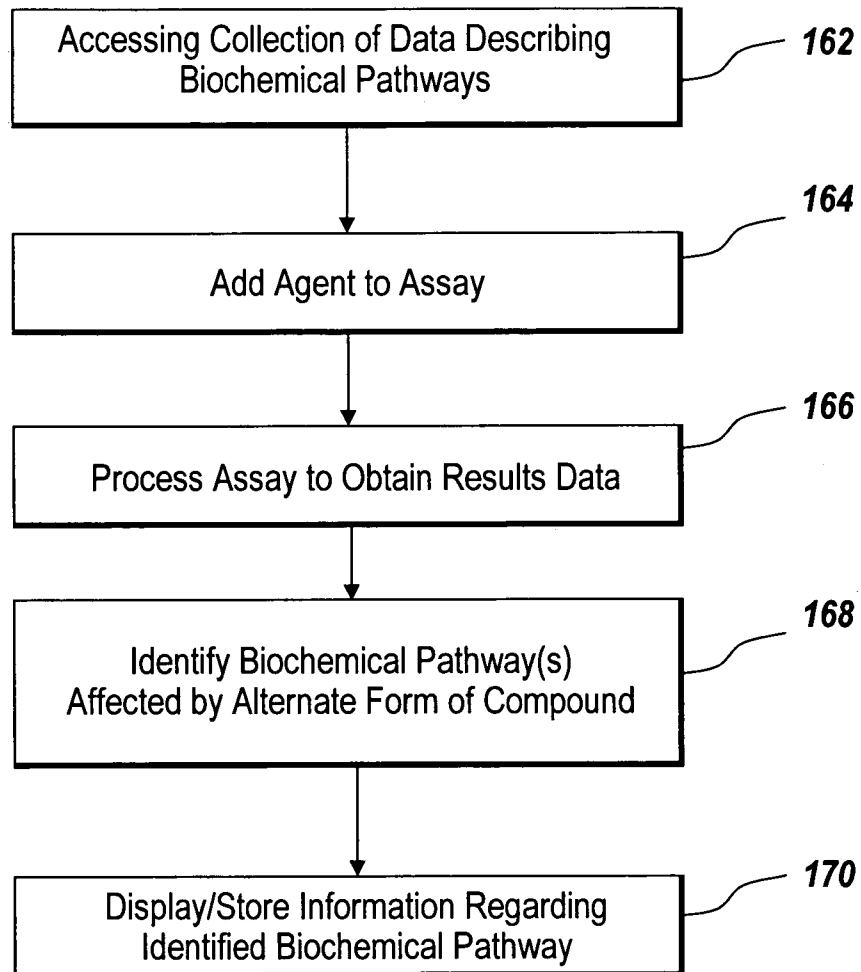 Accessing Collection of Data Describing
Biochemical Pathways
162
Add Agent to Assay
164
Process Assay to Obtain Results Data
166
Identify Biochemical Pathway(s)
Affected by Alternate Form of Compound
168
Display/Store Information Regarding
Identified Biochemical Pathway
170